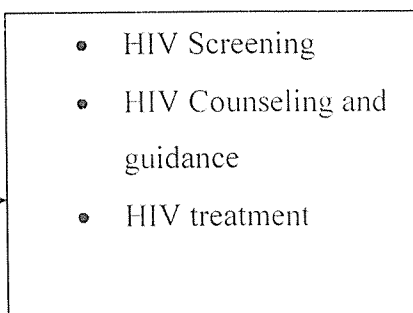 • HIV Screening
• HIV Counseling and
guidance
• HIV treatment